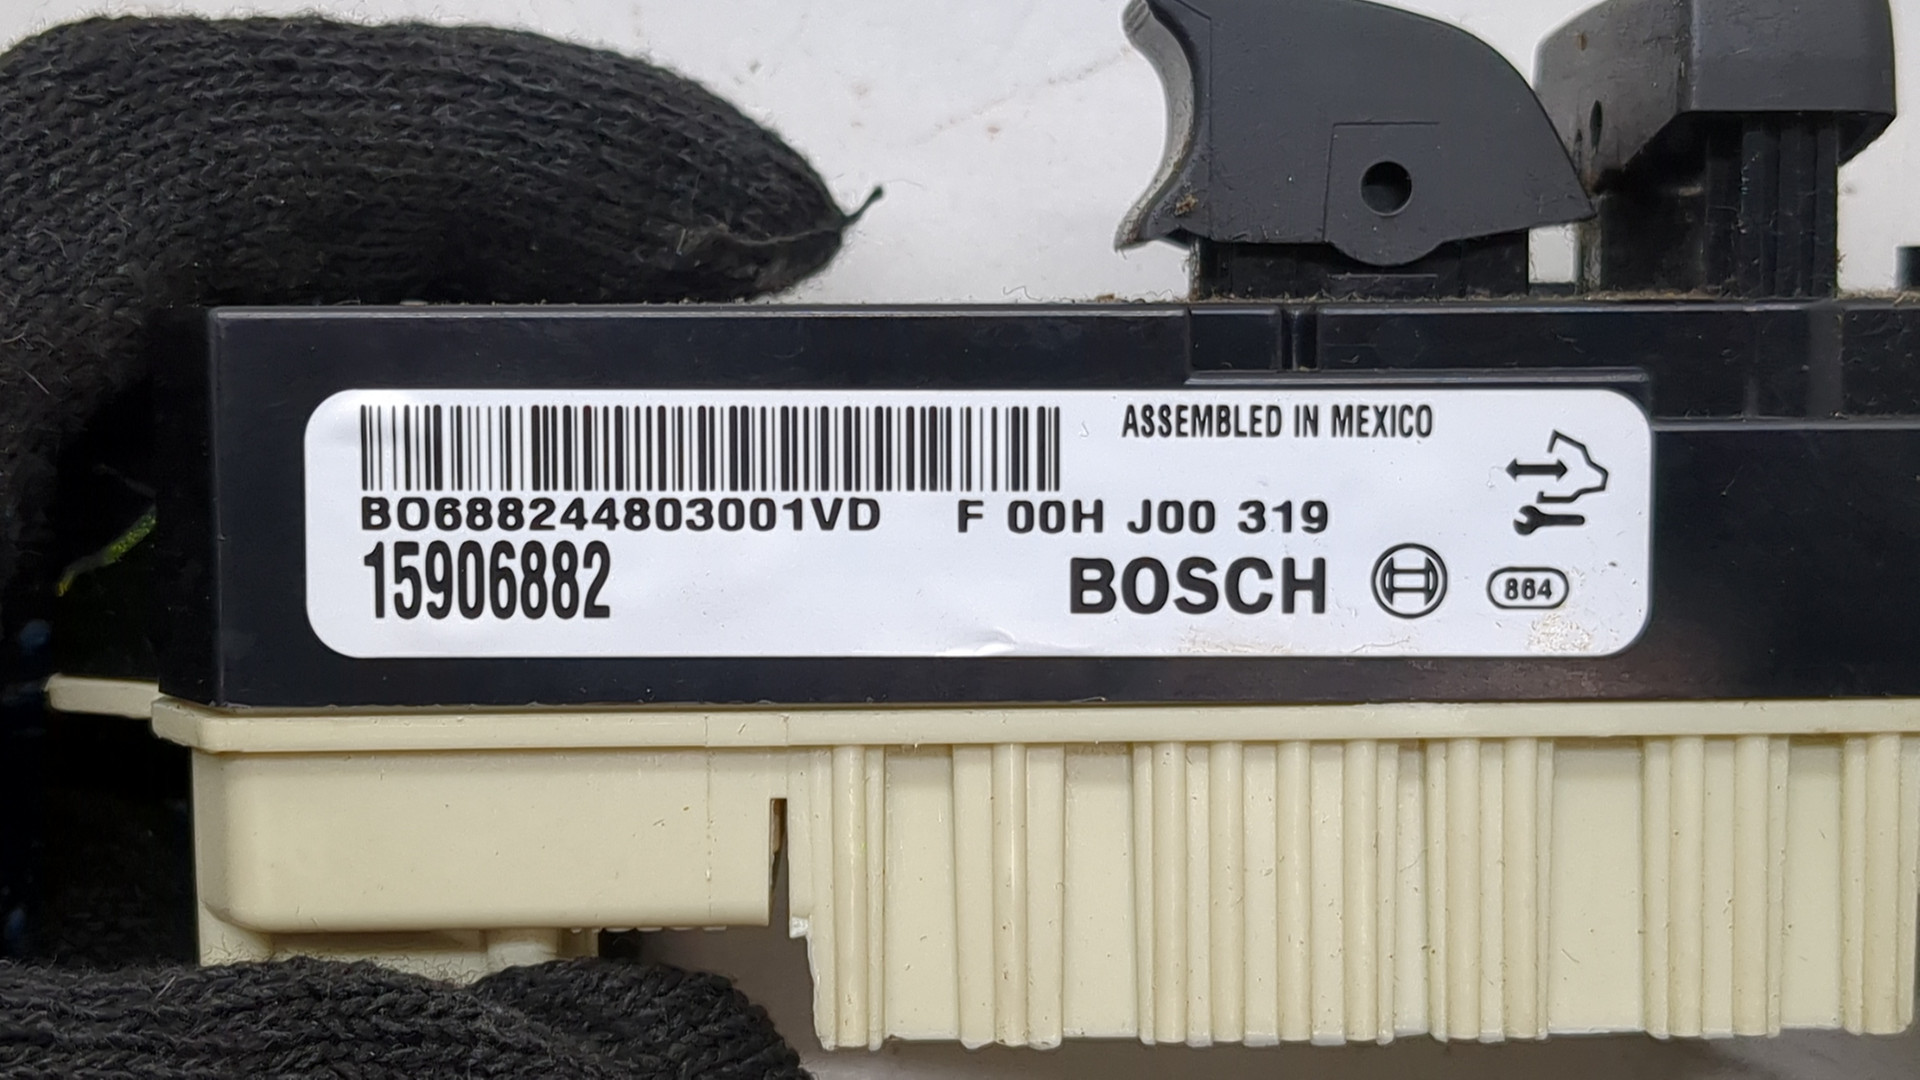 ASSEMBLED IN MEXICO
BO688244803001VD F 00H J00 319
15906882
BOSCH
864